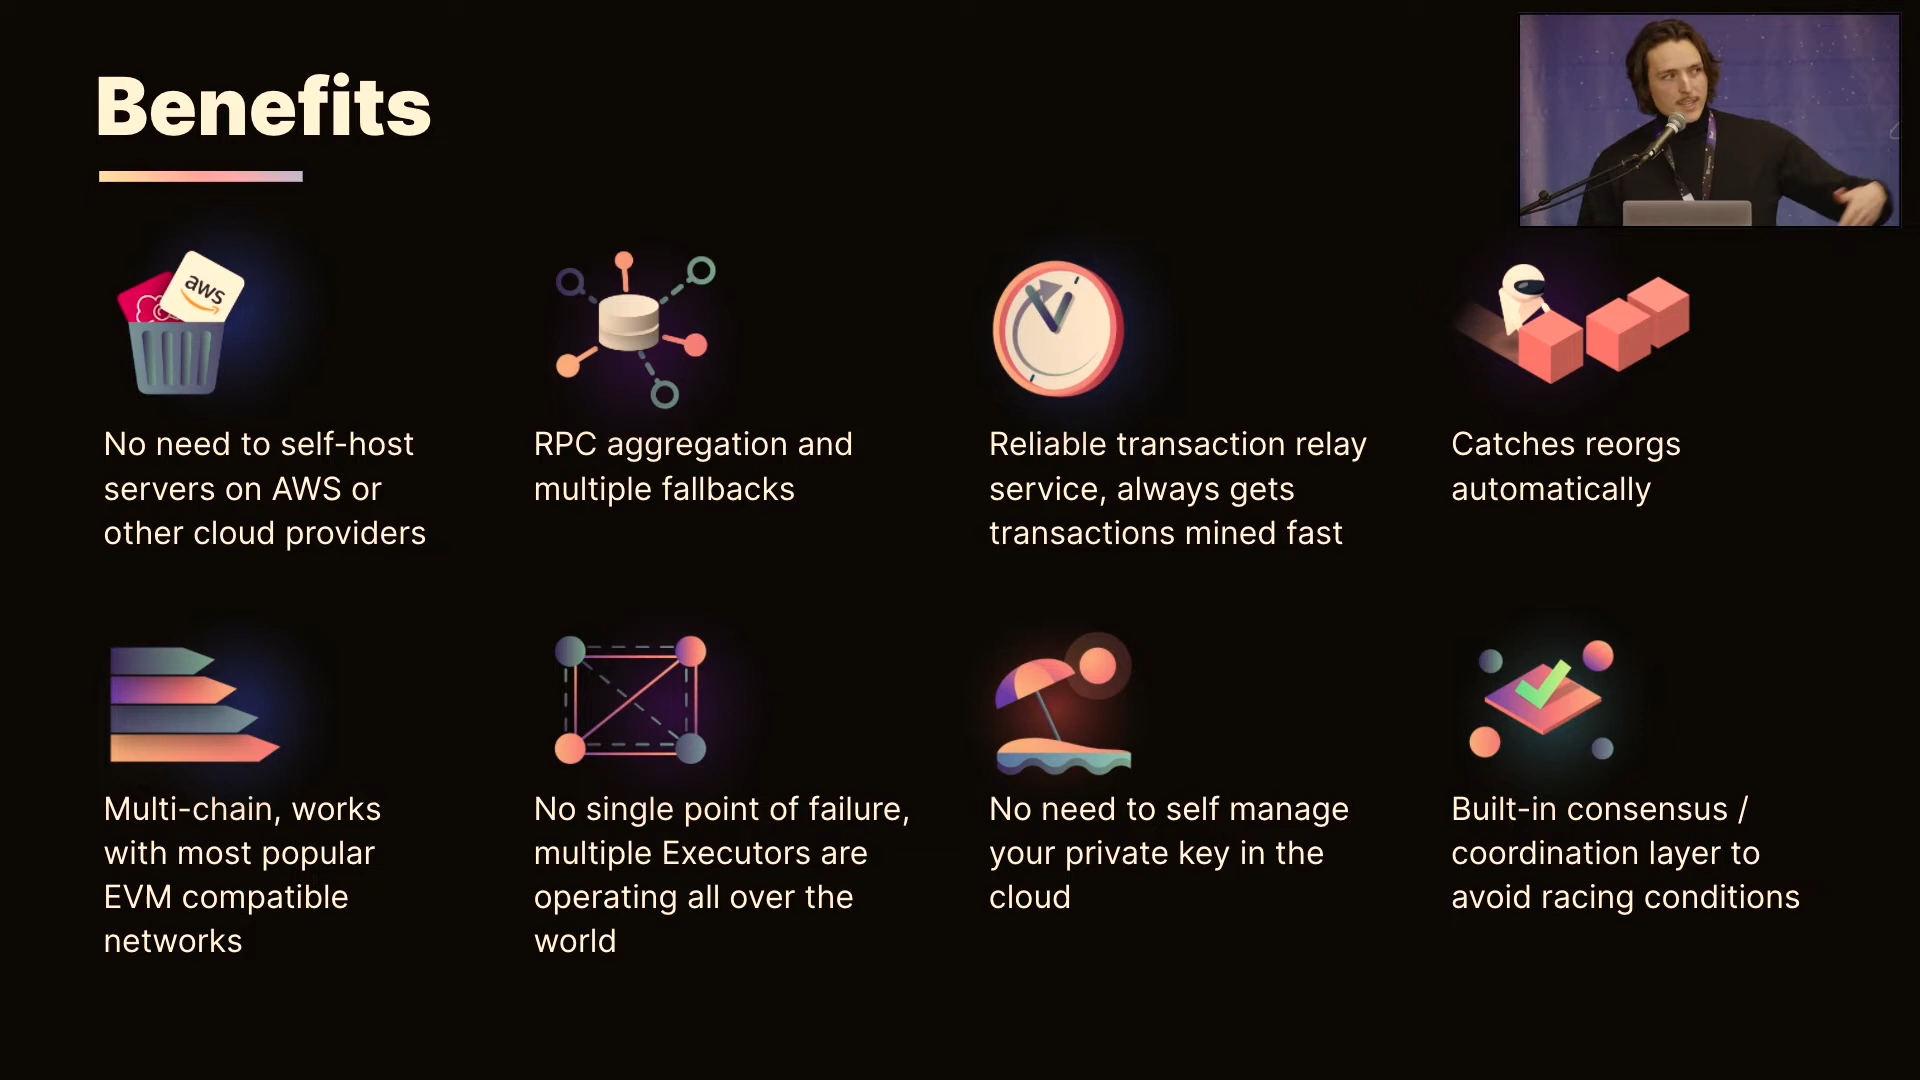 Benefits
aws
No need to self-host
servers on AWS or
other cloud providers
RPC aggregation and
multiple fallbacks
Reliable transaction relay
service, always gets
transactions mined fast
Catches reorgs
automatically
Multi-chain, works
with most popular
EVM compatible
networks
No single point of failure,
multiple Executors are
operating all over the
world
No need to self manage
your private key in the
cloud
Built-in consensus /
coordination layer to
avoid racing conditions